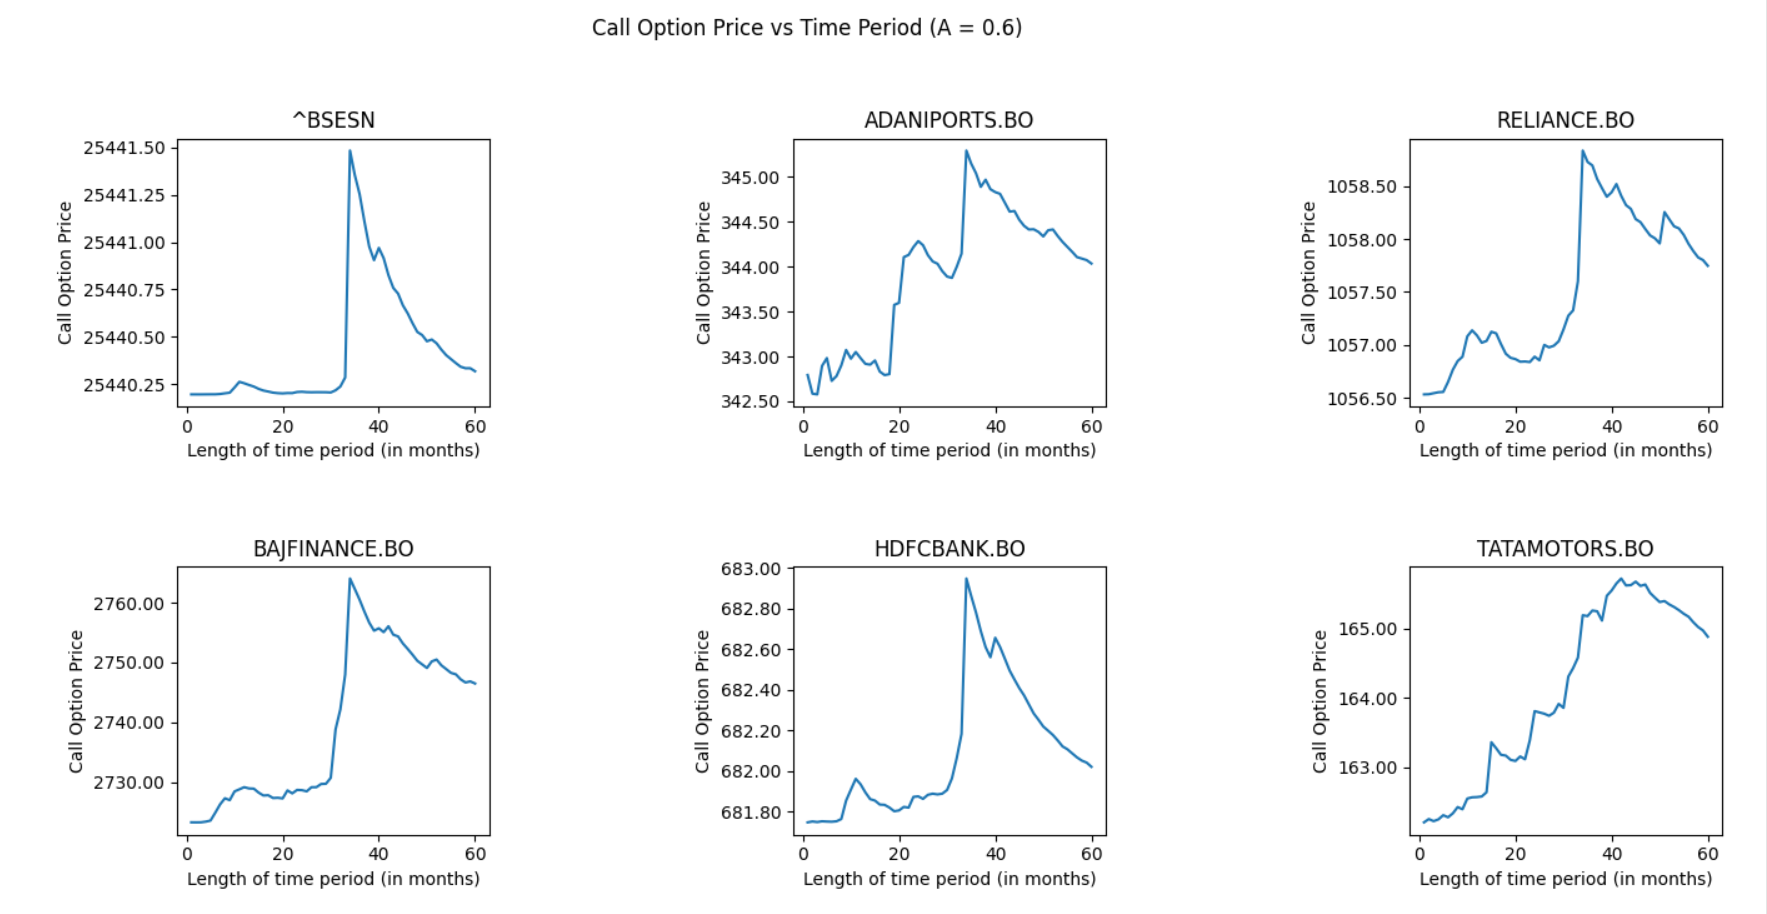 Call Option Price vs Time Period (A = 0.6)
^BSESN
25441.50
25441.25
25441.00
25440.75
25440.50
25440.25
Call Option Price
0 20 40 60
Length of time period (in months)
ADANIPORTS.BO
345.00
344.50
344.00
343.50
343.00
342.50
Call Option Price
0 20 40 60
Length of time period (in months)
RELIANCE.BO
1058.50
1058.00
1057.50
1057.00
1056.50
Call Option Price
0 20 40 60
Length of time period (in months)
BAJFINANCE.BO
2760.00
2750.00
2740.00
2730.00
Call Option Price
0 20 40 60
Length of time period (in months)
HDFCBANK.BO
683.00
682.80
682.60
682.40
682.20
682.00
681.80
Call Option Price
0 20 40 60
Length of time period (in months)
TATAMOTORS.BO
165.00
164.00
163.00
Call Option Price
0 20 40 60
Length of time period (in months)